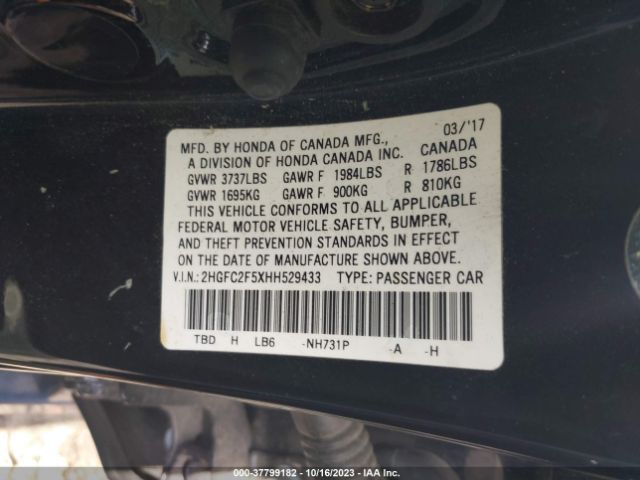 MFD. BY HONDA OF CANADA MFG., 03/'17
A DIVISION OF HONDA CANADA INC. CANADA
GVWR 3737LBS GAWR F 1984LBS R 1786LBS
GVWR 1695KG GAWR F 900KG R 810KG
THIS VEHICLE CONFORMS TO ALL APPLICABLE
FEDERAL MOTOR VEHICLE SAFETY, BUMPER,
AND THEFT PREVENTION STANDARDS IN EFFECT
ON THE DATE OF MANUFACTURE SHOWN ABOVE.
V.I.N.: 2HGFC2F5XHH529433 TYPE: PASSENGER CAR
TBD H LB6 -NH731P -A -H
000-37799182 | 10/16/2023 | IAA Inc.